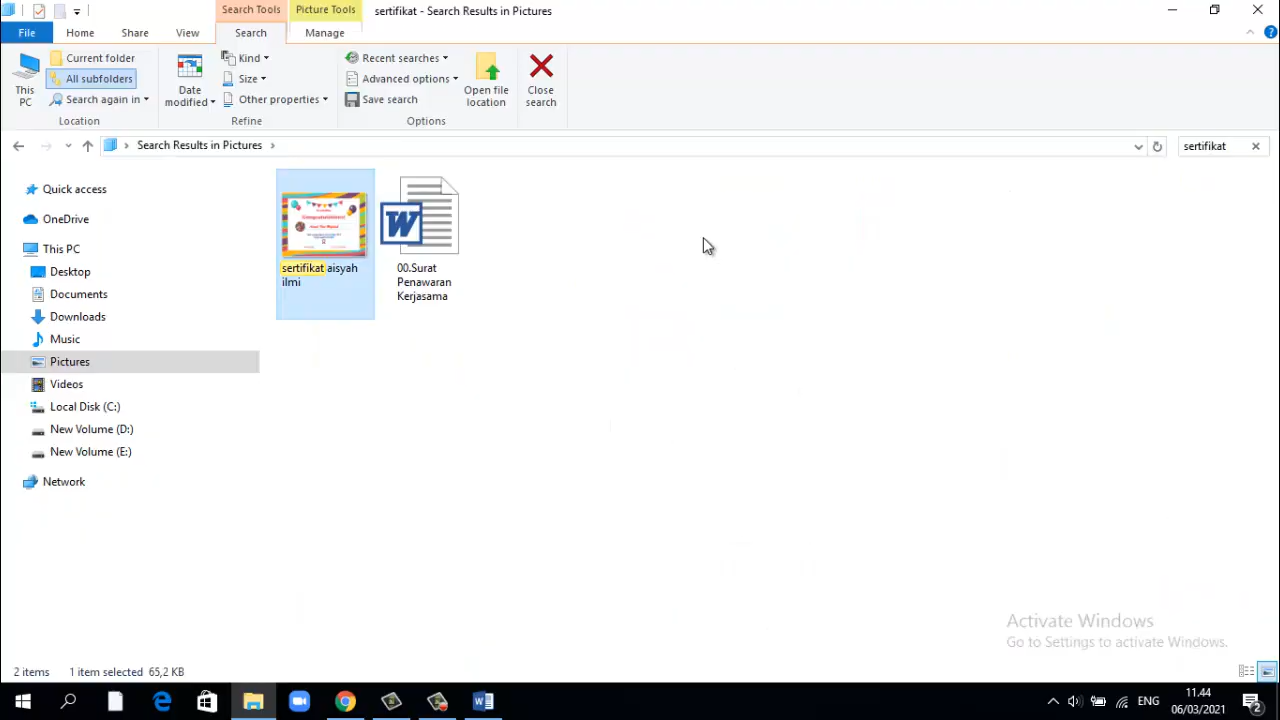 Search Tools
Picture Tools
sertifikat - Search Results in Pictures
File
Home
Share
View
Search
Manage
This PC
Current folder
All subfolders
Search again in
Location
Date modified
Kind
Size
Other properties
Refine
Recent searches
Advanced options
Save search
Options
Open file location
Close search
Search Results in Pictures
sertifikat
Quick access
OneDrive
This PC
Desktop
Documents
Downloads
Music
Pictures
Videos
Local Disk (C:)
New Volume (D:)
New Volume (E:)
Network
sertifikat aisyah
ilmi
W
00.Surat
Penawaran
Kerjasama
Activate Windows
Go to Settings to activate Windows.
2 items
1 item selected 65,2 KB
ENG
11.44
06/03/2021
2